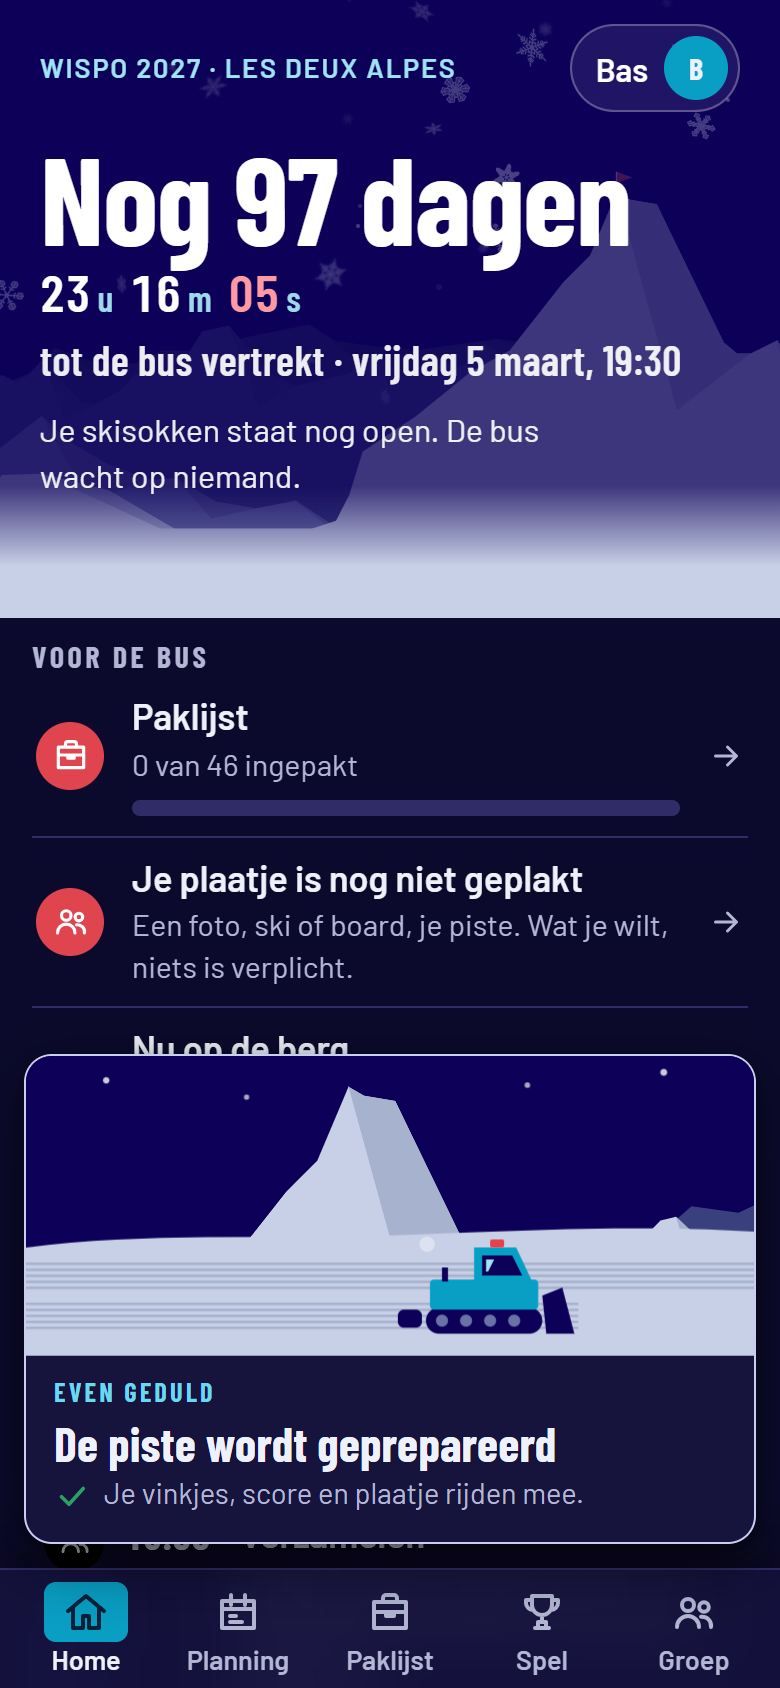 WISPO 2027 · LES DEUX ALPES
Bas
B
Nog 97 dagen
23 u 16 m 05 s
tot de bus vertrekt · vrijdag 5 maart, 19:30
Je skisokken staat nog open. De bus
wacht op niemand.
VOOR DE BUS
Paklijst
0 van 46 ingepakt
Je plaatje is nog niet geplakt
Een foto, ski of board, je piste. Wat je wilt,
niets is verplicht.
Nu op de berg
EVEN GEDULD
De piste wordt geprepareerd
Je vinkjes, score en plaatje rijden mee.
Home
Planning
Paklijst
Spel
Groep